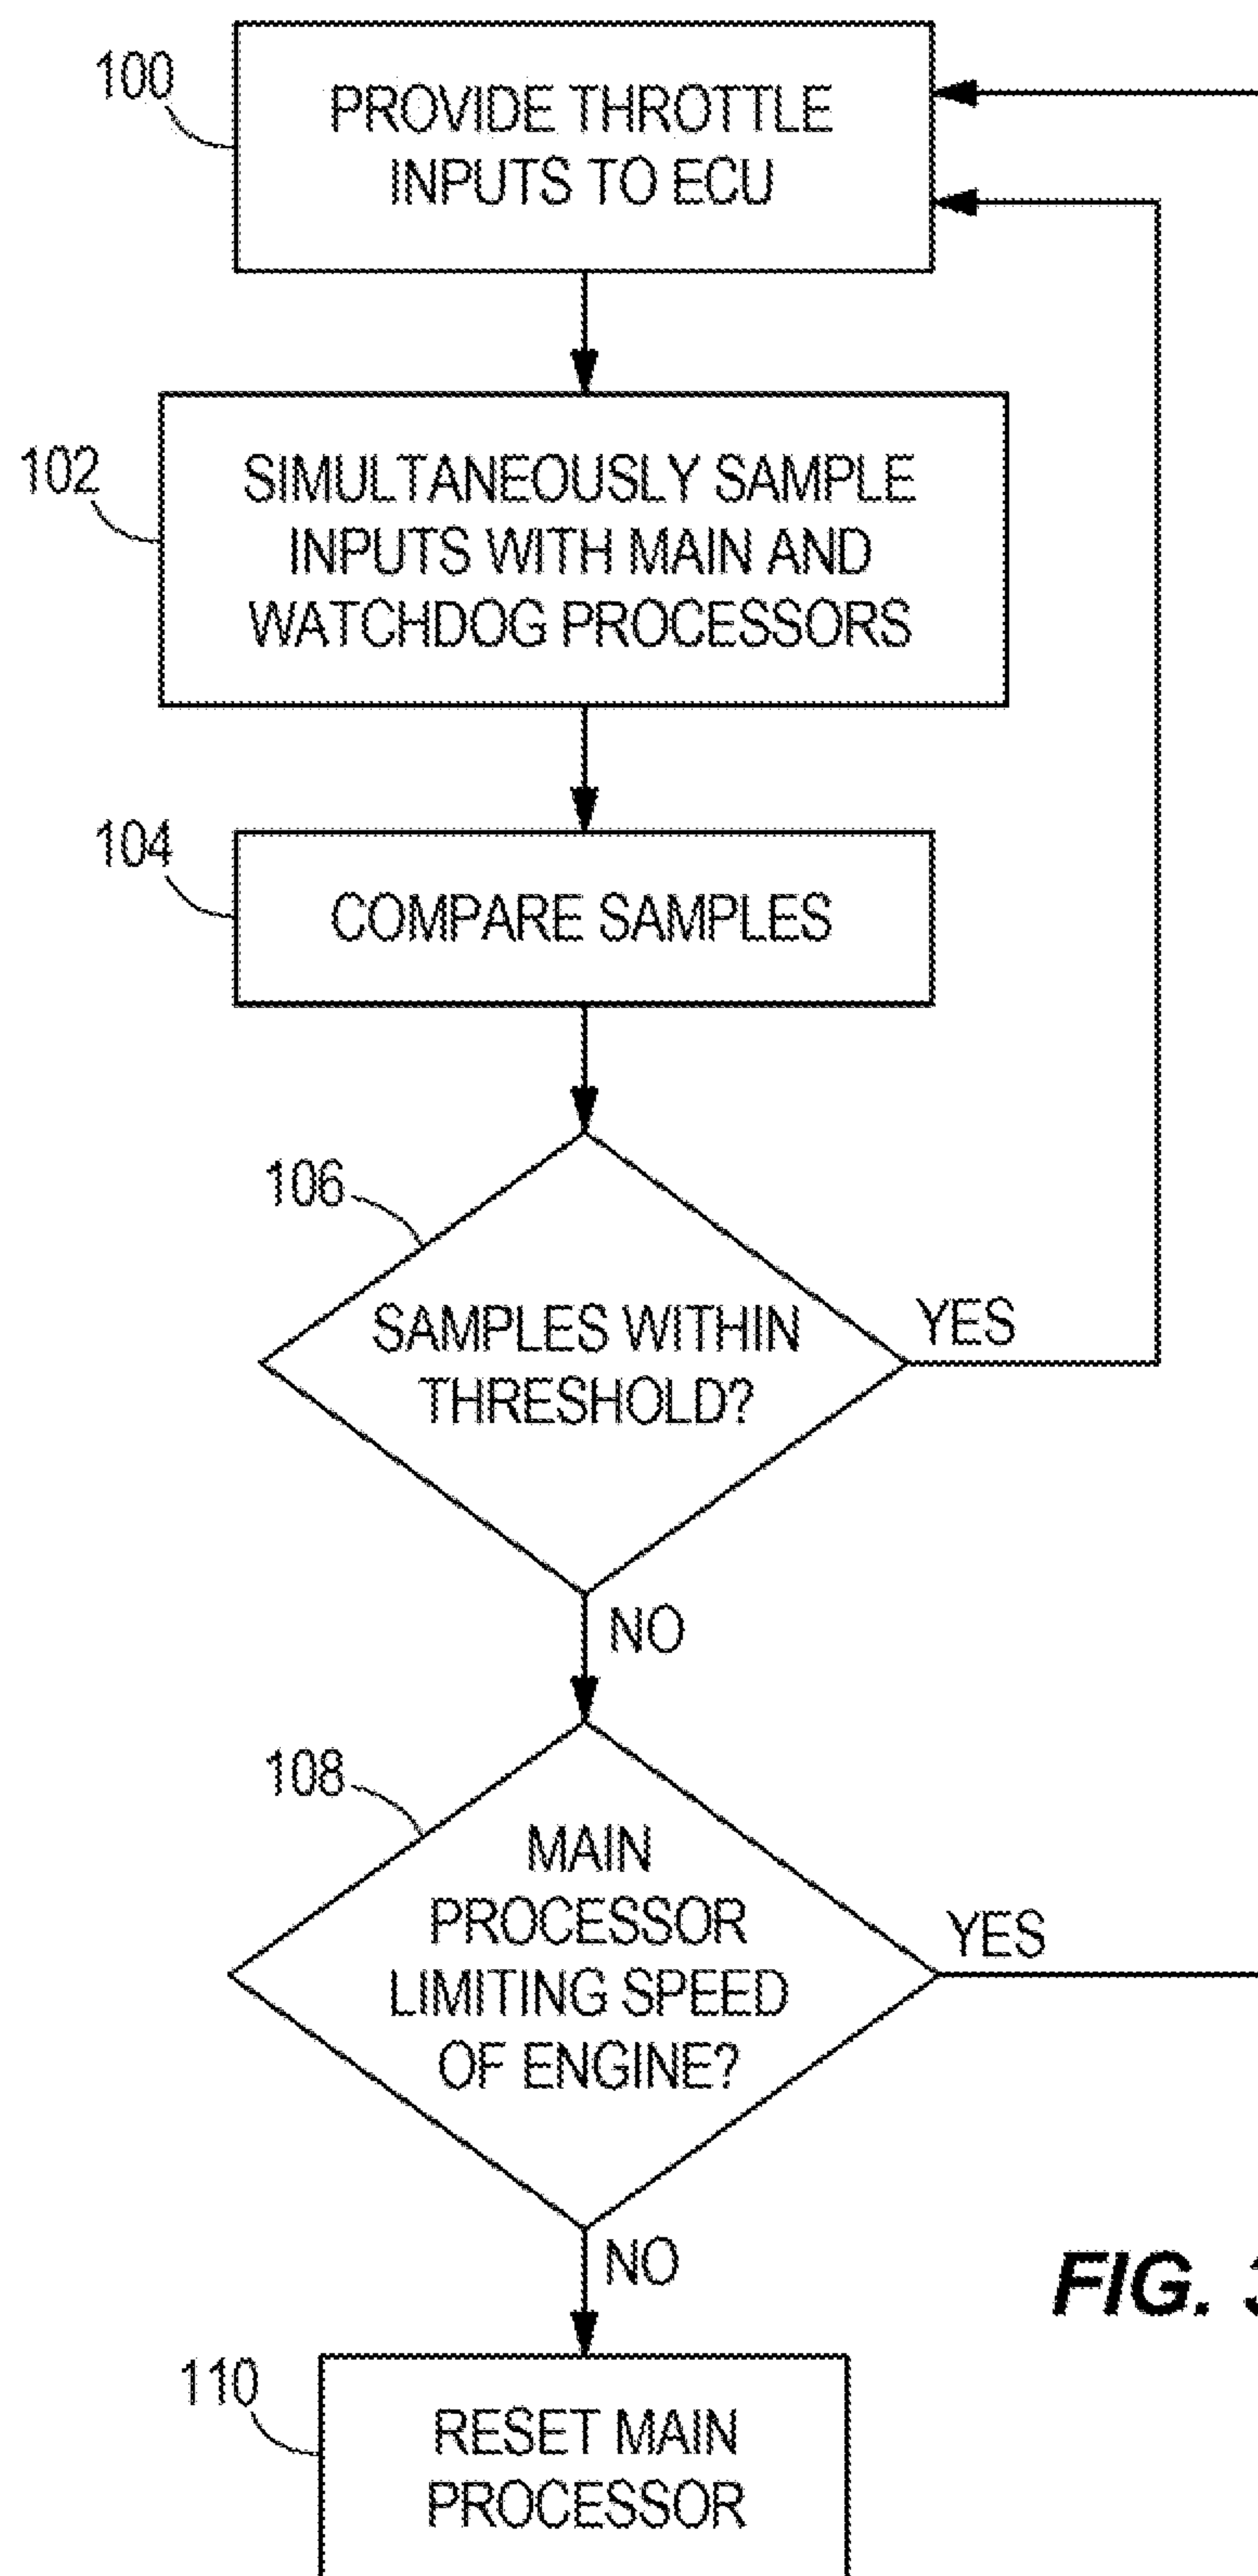 100
PROVIDE THROTTLE
INPUTS TO ECU
102
SIMULTANEOUSLY SAMPLE
INPUTS WITH MAIN AND
WATCHDOG PROCESSORS
104
COMPARE SAMPLES
106
SAMPLES WITHIN
THRESHOLD?
YES
NO
108
MAIN
PROCESSOR
LIMITING SPEED
OF ENGINE?
YES
NO
FIG.
110
RESET MAIN
PROCESSOR